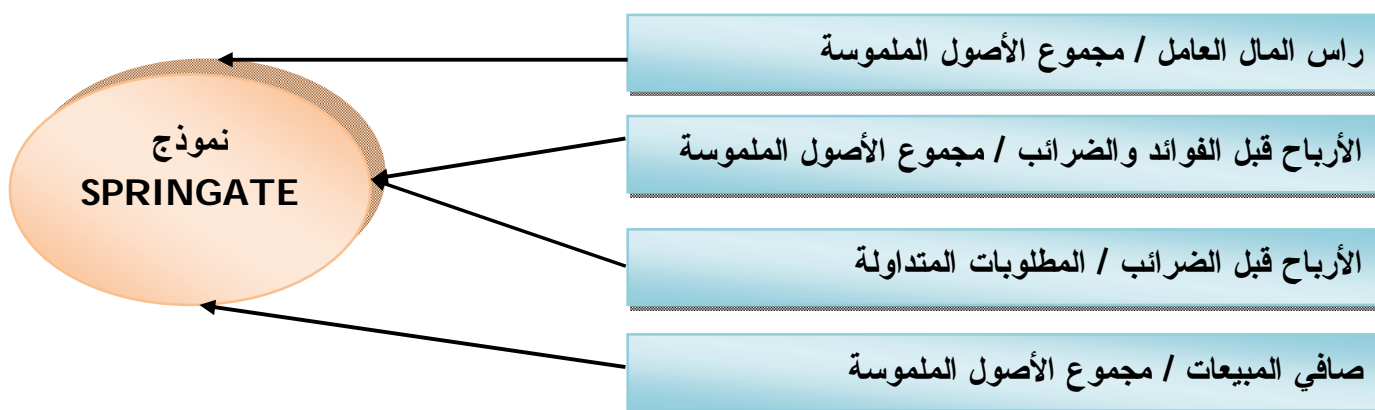 راس المال العامل / مجموع الأصول الملموسة
نموذج
SPRINGATE
الأرباح قبل الفوائد والضرائب / مجموع الأصول الملموسة
الأرباح قبل الضرائب / المطلوبات المتداولة
صافي المبيعات / مجموع الأصول الملموسة